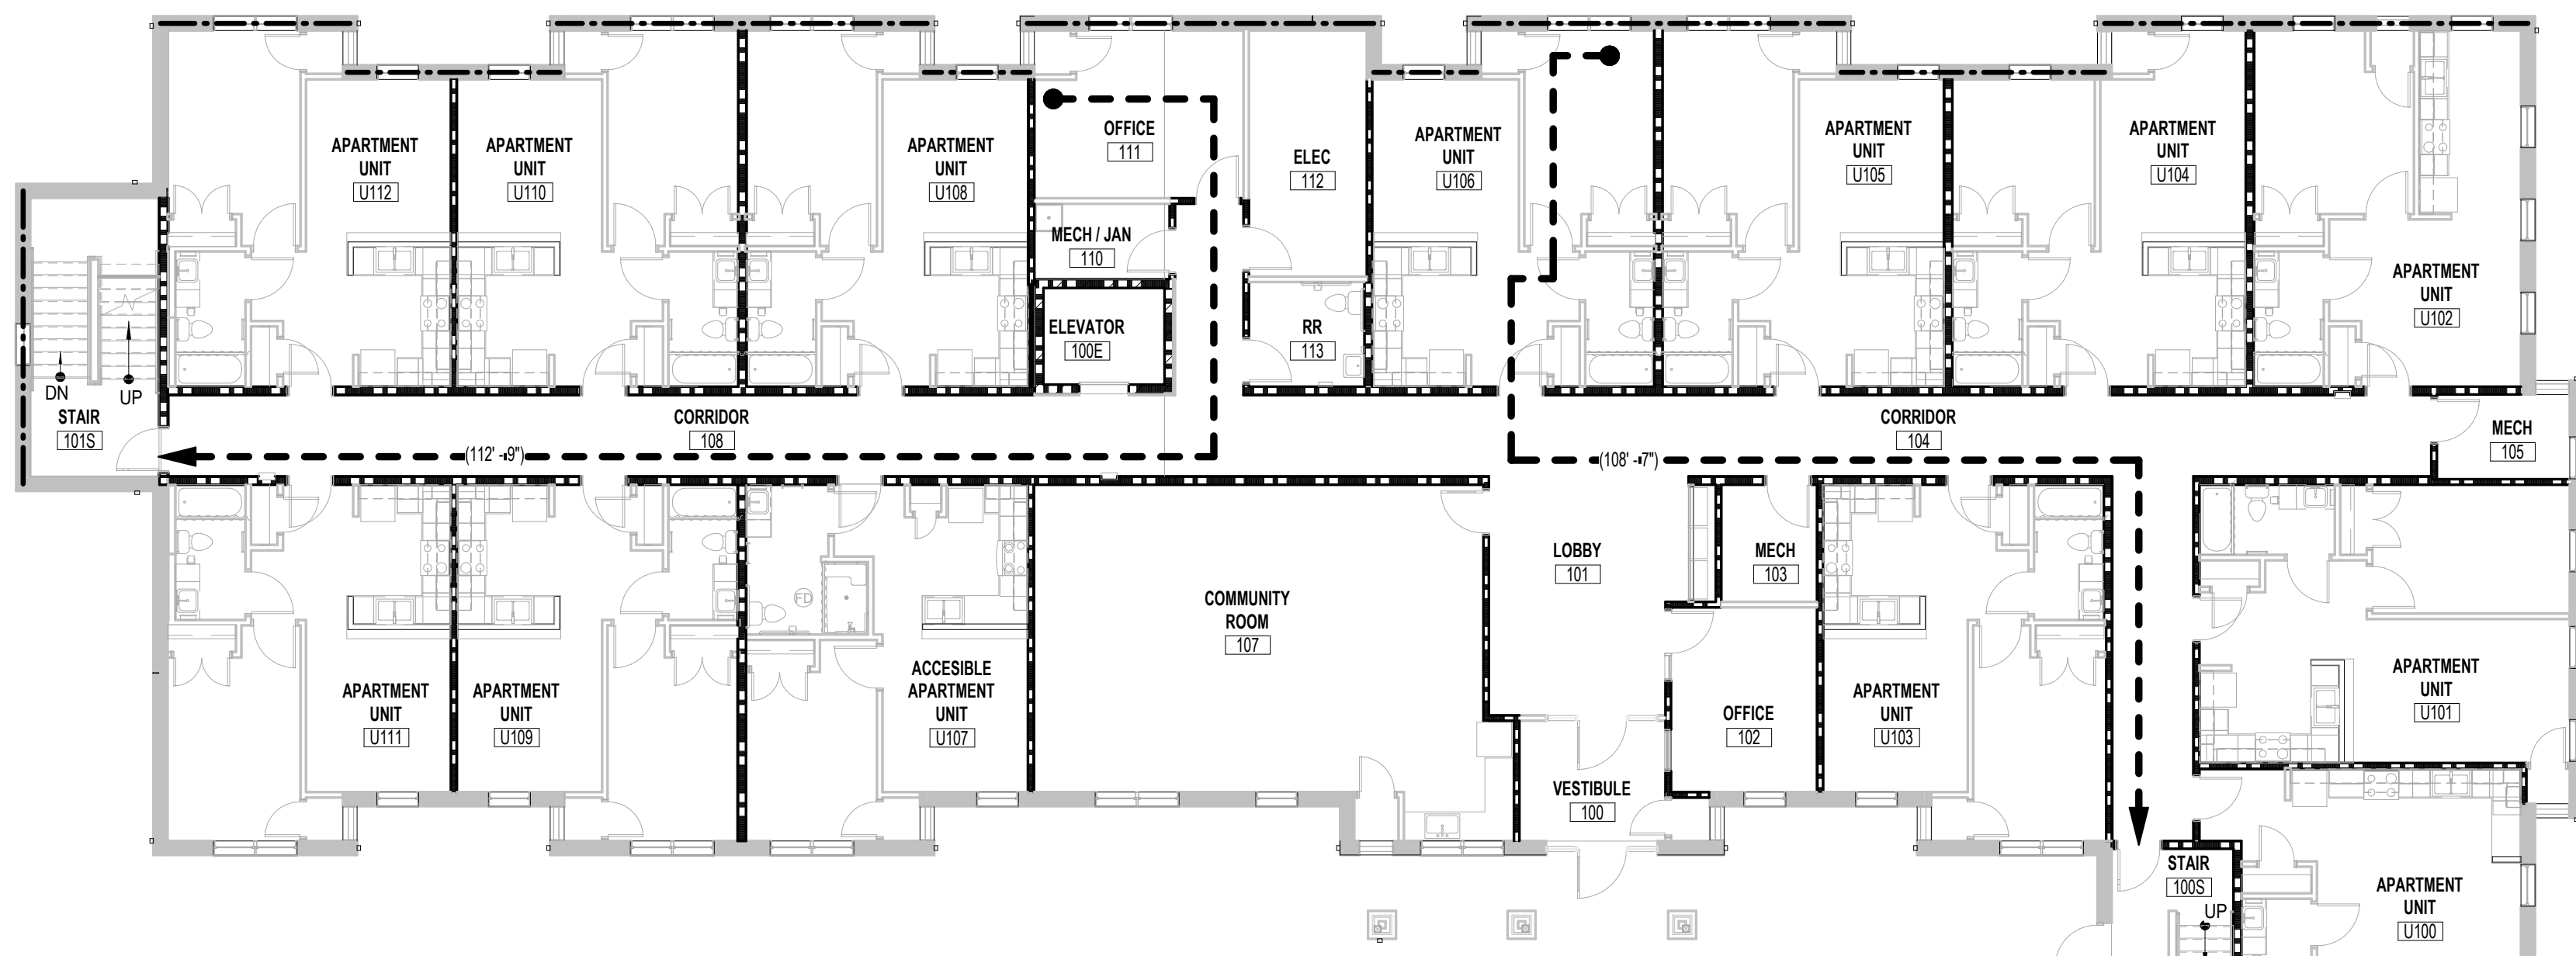 APARTMENT
UNIT
U112
APARTMENT
UNIT
U110
APARTMENT
UNIT
U108
OFFICE
111
ELEC
112
APARTMENT
UNIT
U106
APARTMENT
UNIT
U105
APARTMENT
UNIT
U104
APARTMENT
UNIT
U102
MECH / JAN
110
ELEVATOR
100E
RR
113
DN
UP
STAIR
101S
CORRIDOR
108
(112' - 9")
CORRIDOR
104
(108' - 7")
MECH
105
FD
APARTMENT
UNIT
U111
APARTMENT
UNIT
U109
ACCESIBLE
APARTMENT
UNIT
U107
COMMUNITY
ROOM
107
LOBBY
101
MECH
103
OFFICE
102
VESTIBULE
100
APARTMENT
UNIT
U103
APARTMENT
UNIT
U101
STAIR
100S
UP
APARTMENT
UNIT
U100